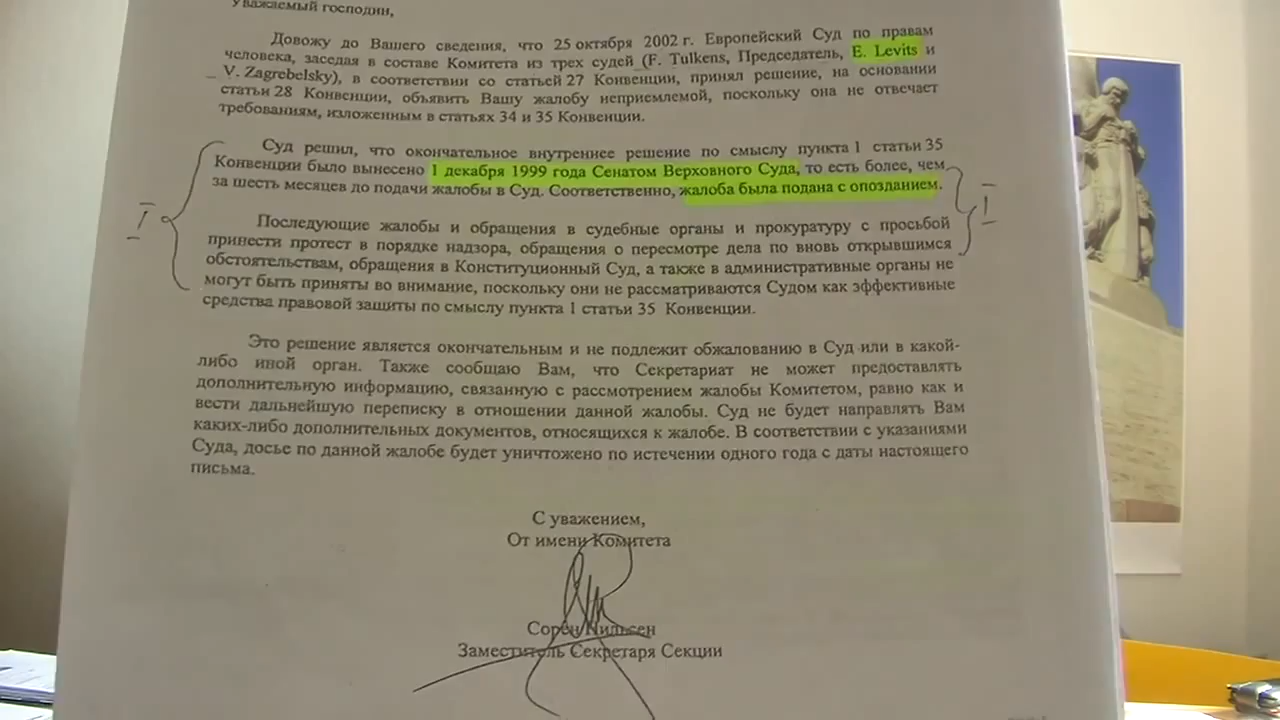 Уважаемый господин,
Довожу до Вашего сведения, что 25 октября 2002 г. Европейский Суд по правам
человека, заседая в составе Комитета из трех судей (F. Tulkens, Председатель, E. Levits и
V. Zagrebelsky), в соответствии со статьей 27 Конвенции, принял решение, на основании
статьи 28 Конвенции, объявить Вашу жалобу неприемлемой, поскольку она не отвечает
требованиям, изложенным в статьях 34 и 35 Конвенции.
Суд решил, что окончательное внутреннее решение по смыслу пункта 1 статьи 35
Конвенции было вынесено 1 декабря 1999 года Сенатом Верховного Суда, то есть более, чем
за шесть месяцев до подачи жалобы в Суд. Соответственно, жалоба была подана с опозданием.
I I
Последующие жалобы и обращения в судебные органы и прокуратуру с просьбой
принести протест в порядке надзора, обращения о пересмотре дела по вновь открывшимся
обстоятельствам, обращения в Конституционный Суд, а также в административные органы не
могут быть приняты во внимание, поскольку они не рассматриваются Судом как эффективные
средства правовой защиты по смыслу пункта 1 статьи 35 Конвенции.
Это решение является окончательным и не подлежит обжалованию в Суд или в какой-
либо иной орган. Также сообщаю Вам, что Секретариат не может предоставлять
дополнительную информацию, связанную с рассмотрением жалобы Комитетом, равно как и
вести дальнейшую переписку в отношении данной жалобы. Суд не будет направлять Вам
каких-либо дополнительных документов, относящихся к жалобе. В соответствии с указаниями
Суда, досье по данной жалобе будет уничтожено по истечении одного года с даты настоящего
письма.
С уважением,
От имени Комитета
Сорен Нильсен
Заместитель Секретаря Секции